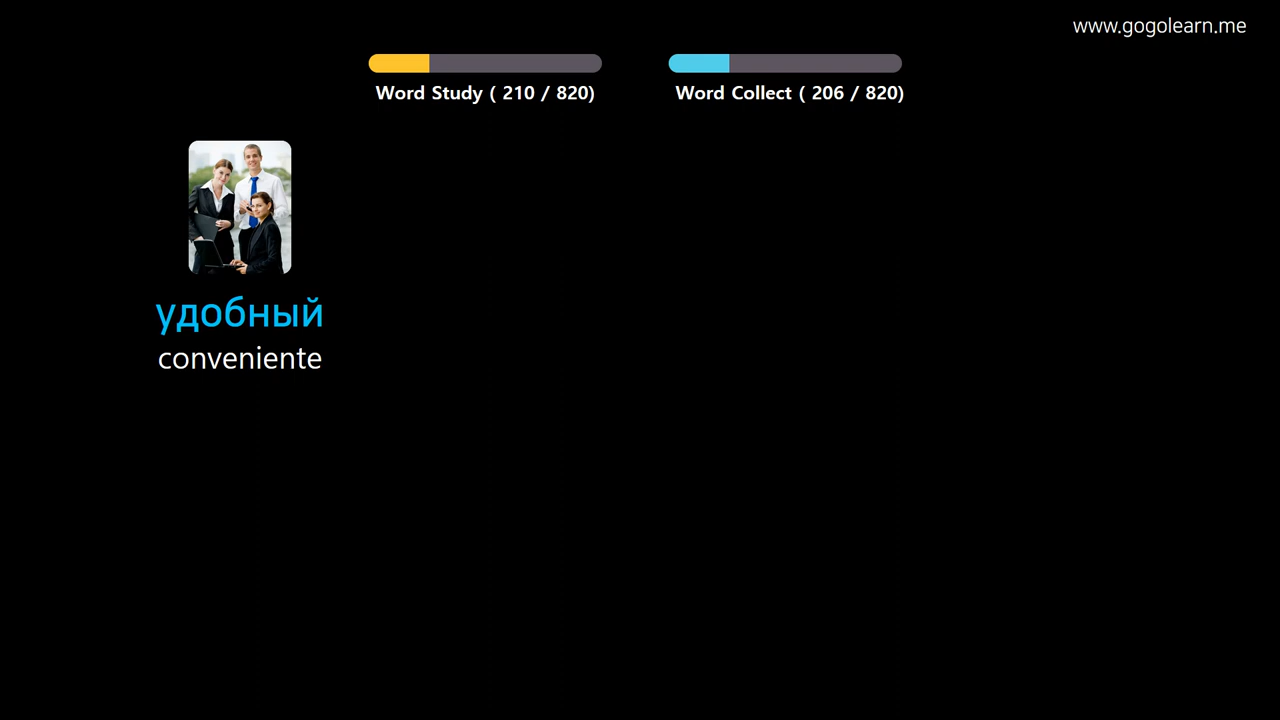 www.gogolearn.me
Word Study ( 210 / 820)
Word Collect ( 206 / 820)
удобный
conveniente